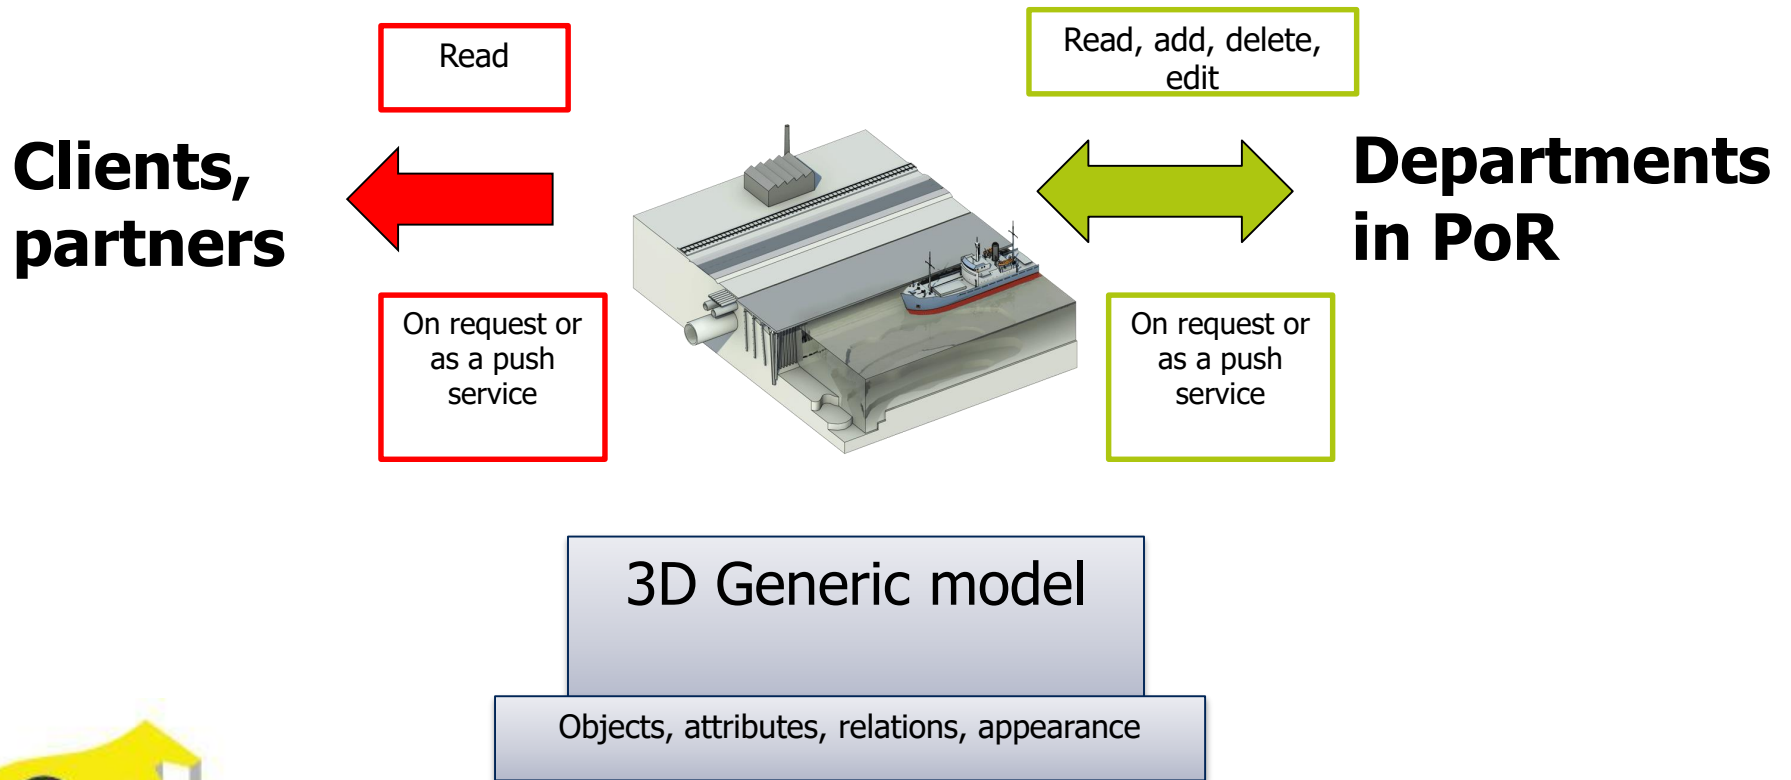 Read
Read, add, delete,
edit
Clients,
partners
Departments
in PoR
On request or
as a push
service
On request or
as a push
service
3D Generic model
Objects, attributes, relations, appearance